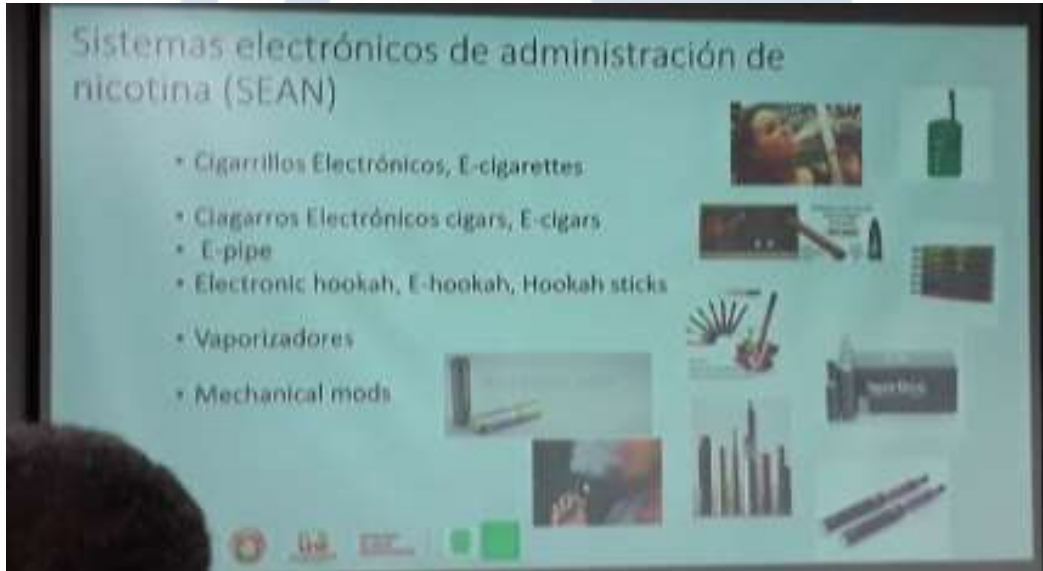 Sistemas electrónicos de administración de
nicotina (SEAN)
• Cigarrillos Electrónicos, E-cigarettes
• Ciagarros Electrónicos cigars, E-cigars
• E-pipe
• Electronic hookah, E-hookah, Hookah sticks
• Vaporizadores
• Mechanical mods